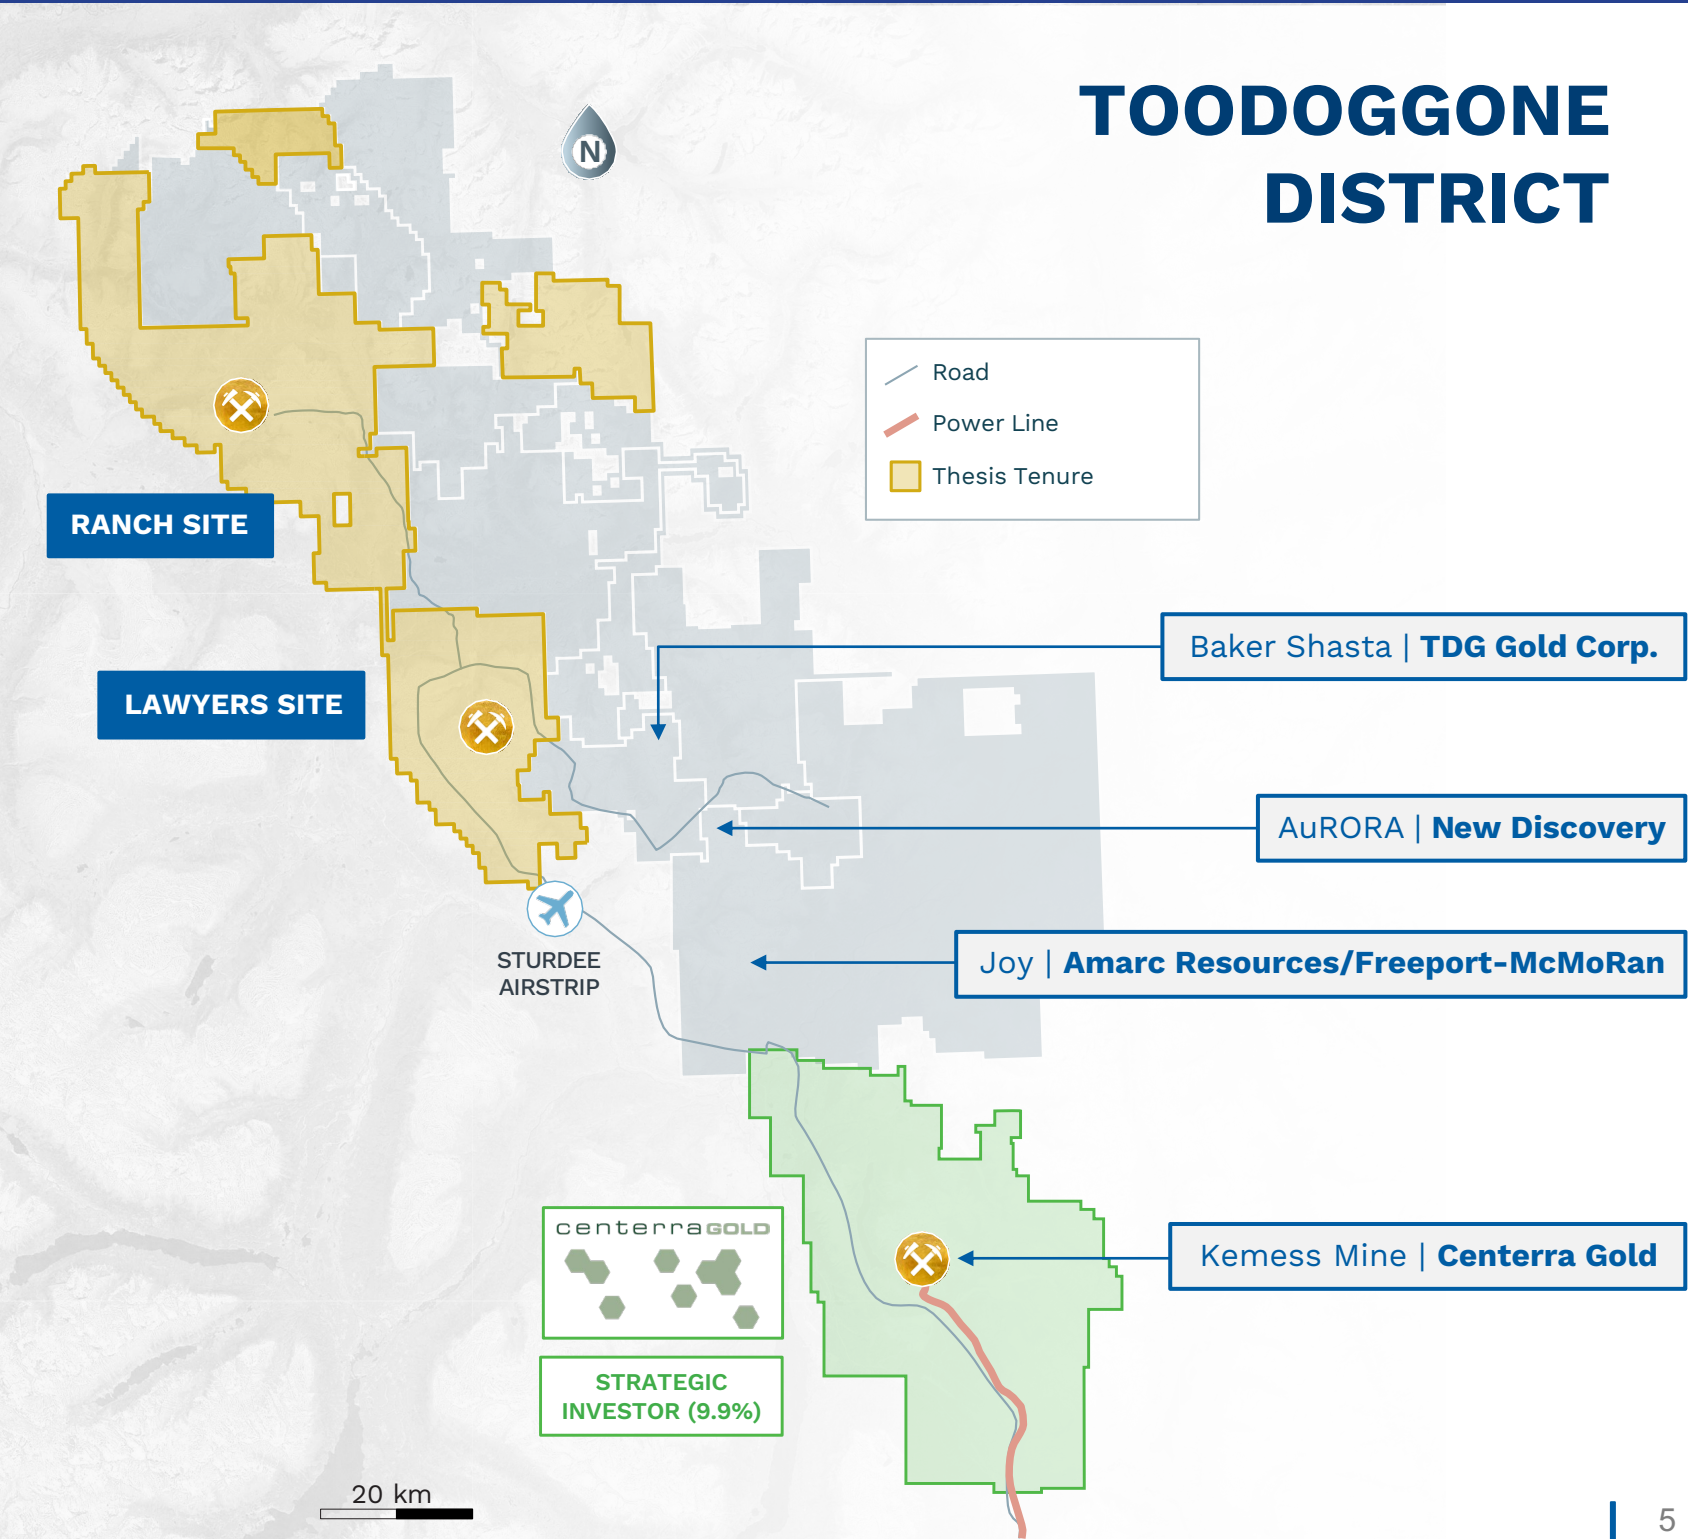 TOODOGGONE
DISTRICT
N
Road
Power Line
Thesis Tenure
RANCH SITE
LAWYERS SITE
Baker Shasta | TDG Gold Corp.
AuRORA | New Discovery
Joy | Amarc Resources/Freeport-McMoRan
STURDEE
AIRSTRIP
centerraGOLD
Kemess Mine | Centerra Gold
STRATEGIC
INVESTOR (9.9%)
20 km
5